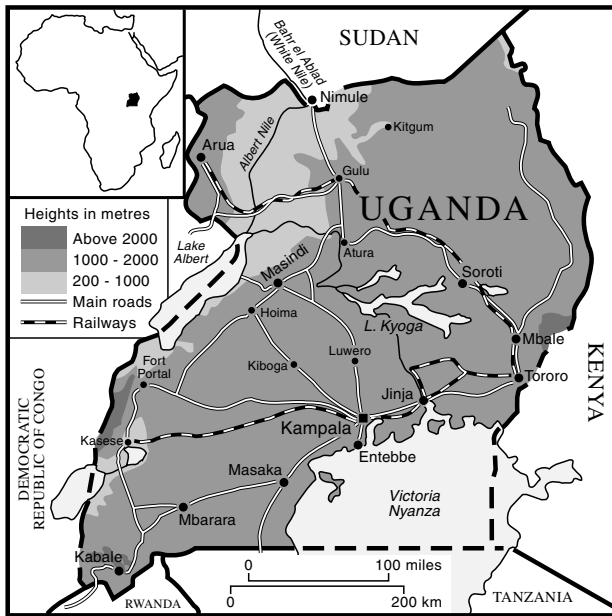 SUDAN
Bahr el Ablad
(White Nile)
Nimule
Kitgum
Arua
Albert Nile
Gulu
UGANDA
Heights in metres
Above 2000
1000 - 2000
200 - 1000
Main roads
Railways
Lake
Albert
Masindi
Atura
Soroti
Hoima
L. Kyoga
Mbale
Fort
Portal
Kiboga
Luwero
Tororo
KENYA
Jinja
Kampala
Kasese
Entebbe
DEMOCRATIC
REPUBLIC OF CONGO
Masaka
Victoria
Nyanza
Mbarara
Kabale
0 100 miles
0 200 km
RWANDA
TANZANIA